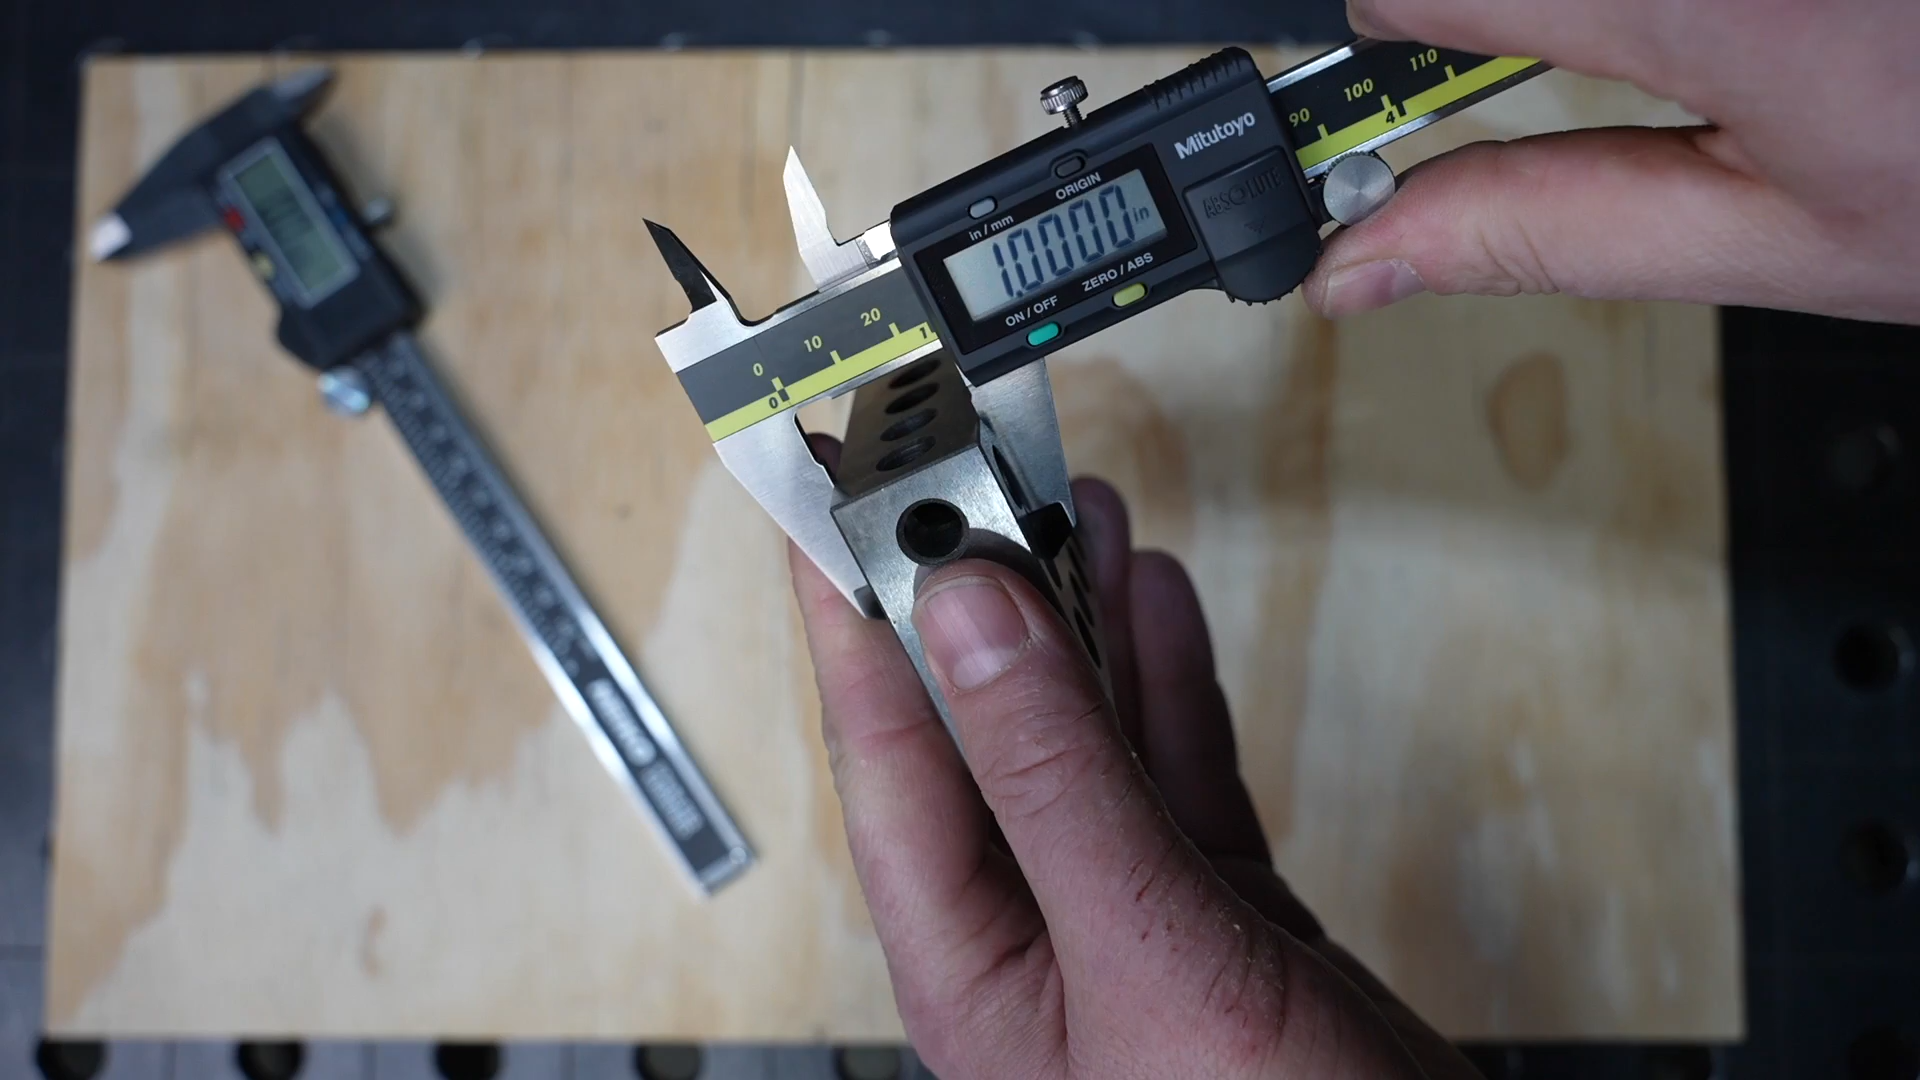 Mitutoyo
ABSOLUTE
ORIGIN
in/mm
1.0000 in
ZERO/ABS
ON/OFF
0 10 20
0 1
90 100 110
4